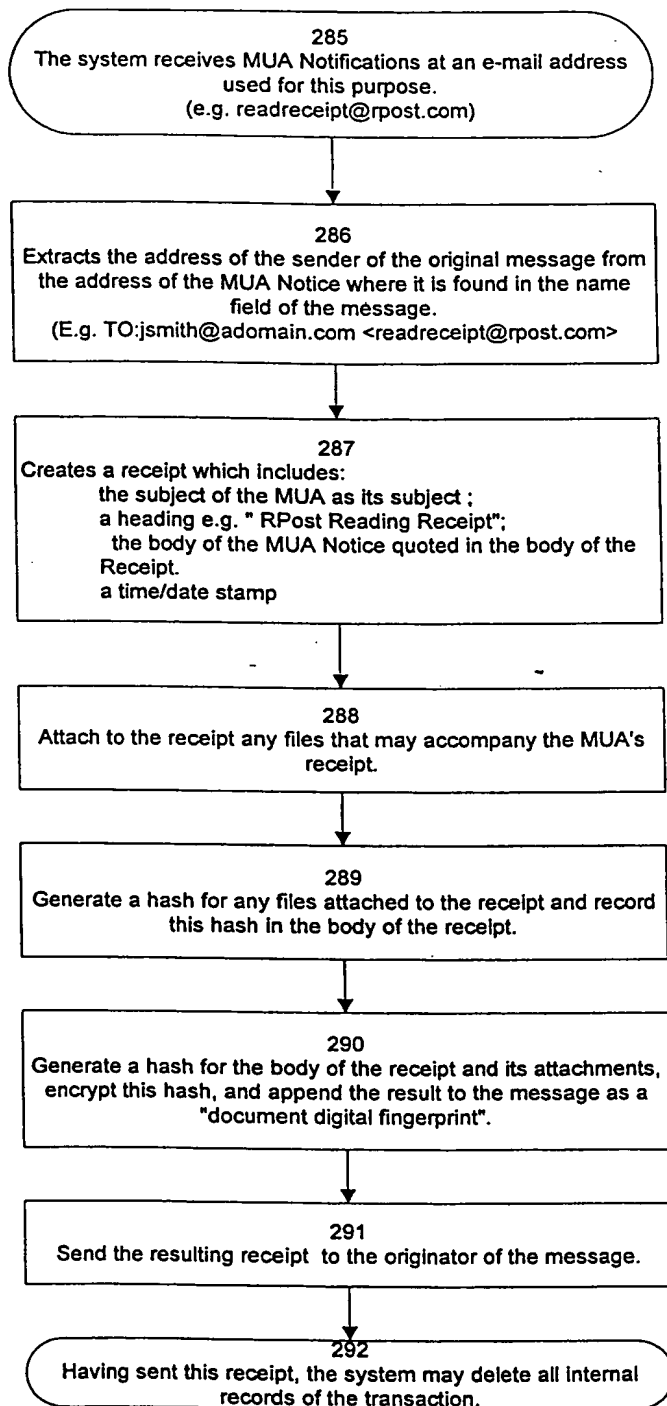 285
The system receives MUA Notifications at an e-mail address
used for this purpose.
(e.g. readreceipt@rpost.com)
286
Extracts the address of the sender of the original message from
the address of the MUA Notice where it is found in the name
field of the message.
(E.g. TO:jsmith@adomain.com <readreceipt@rpost.com>
287
Creates a receipt which includes:
the subject of the MUA as its subject ;
a heading e.g. " RPost Reading Receipt";
the body of the MUA Notice quoted in the body of the
Receipt.
a time/date stamp
288
Attach to the receipt any files that may accompany the MUA's
receipt.
289
Generate a hash for any files attached to the receipt and record
this hash in the body of the receipt.
290
Generate a hash for the body of the receipt and its attachments,
encrypt this hash, and append the result to the message as a
"document digital fingerprint".
291
Send the resulting receipt to the originator of the message.
292
Having sent this receipt, the system may delete all internal
records of the transaction.